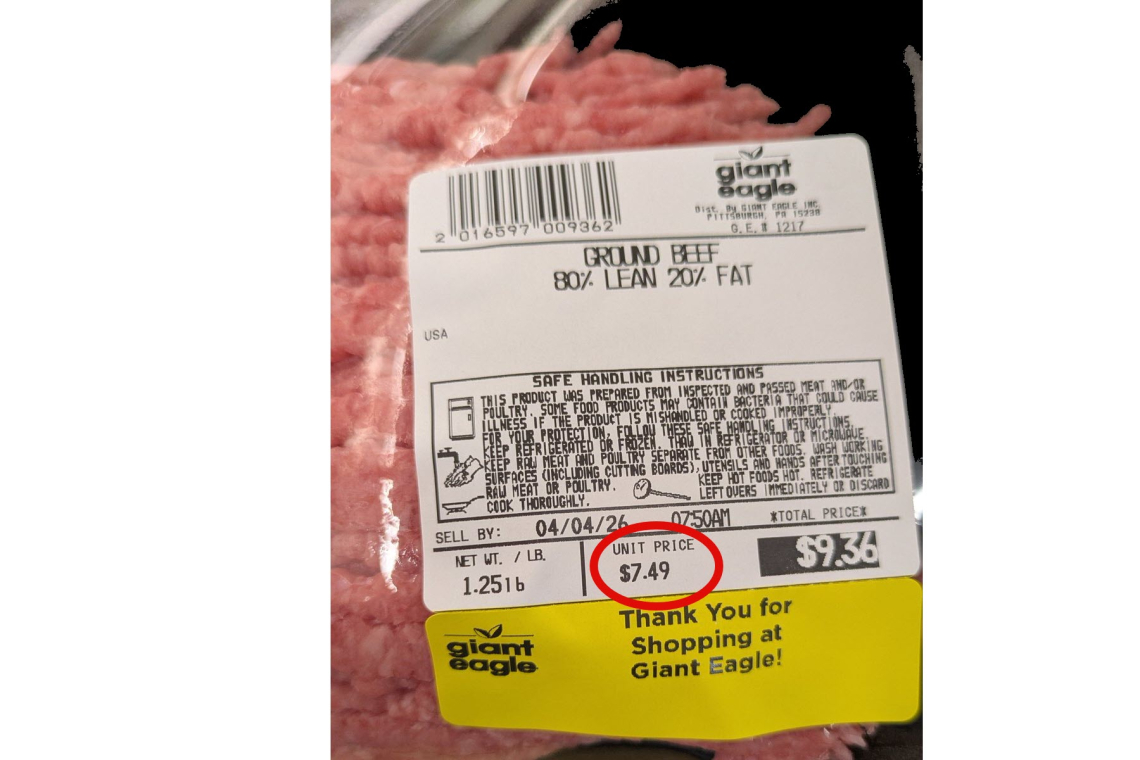 giant
eagle
Dist. By GIANT EAGLE INC.
PITTSBURGH, PA 15238
G.E.# 1217
2 016597 009362
GROUND BEEF
80% LEAN 20% FAT
USA
SAFE HANDLING INSTRUCTIONS
THIS PRODUCT WAS PREPARED FROM INSPECTED AND PASSED MEAT AND/OR
POULTRY. SOME FOOD PRODUCTS MAY CONTAIN BACTERIA THAT COULD CAUSE
ILLNESS IF THE PRODUCT IS MISHANDLED OR COOKED IMPROPERLY.
FOR YOUR PROTECTION, FOLLOW THESE SAFE HANDLING INSTRUCTIONS.
KEEP REFRIGERATED OR FROZEN. THAW IN REFRIGERATOR OR MICROWAVE.
KEEP RAW MEAT AND POULTRY SEPARATE FROM OTHER FOODS. WASH WORKING
SURFACES (INCLUDING CUTTING BOARDS), UTENSILS AND HANDS AFTER TOUCHING
RAW MEAT OR POULTRY.
COOK THOROUGHLY.
KEEP HOT FOODS HOT. REFRIGERATE
LEFTOVERS IMMEDIATELY OR DISCARD
SELL BY: 04/04/26 07:50AM *TOTAL PRICE*
NET WT. / LB. UNIT PRICE
1.25lb $7.49 $9.36
giant
eagle
Thank You for
Shopping at
Giant Eagle!